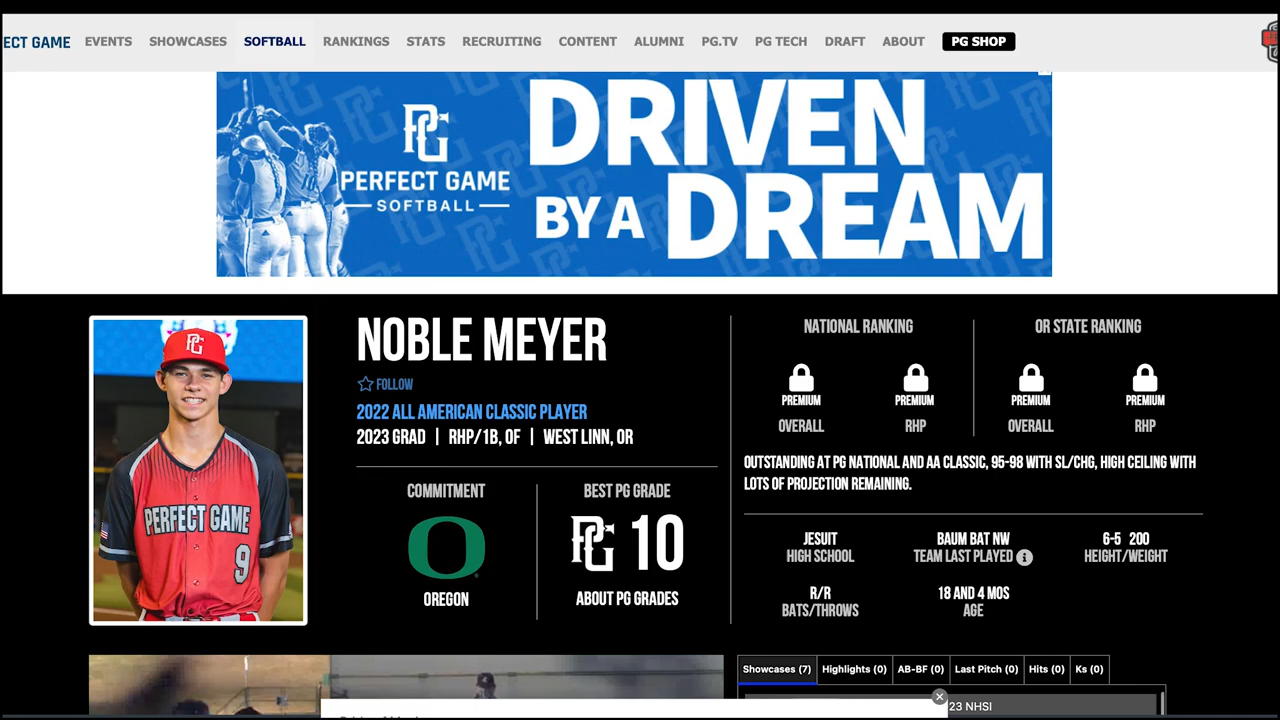 ECT GAME EVENTS SHOWCASES SOFTBALL RANKINGS STATS RECRUITING CONTENT ALUMNI PG.TV PG TECH DRAFT ABOUT PG SHOP
PG
PERFECT GAME
SOFTBALL
DRIVEN
BY A DREAM
PG
PERFECT GAME
9
NOBLE MEYER
FOLLOW
2022 ALL AMERICAN CLASSIC PLAYER
2023 GRAD | RHP/1B, OF | WEST LINN, OR
COMMITMENT
O
OREGON
BEST PG GRADE
PG 10
ABOUT PG GRADES
NATIONAL RANKING
PREMIUM PREMIUM
OVERALL RHP
OR STATE RANKING
PREMIUM PREMIUM
OVERALL RHP
OUTSTANDING AT PG NATIONAL AND AA CLASSIC, 95-98 WITH SL/CHG, HIGH CEILING WITH
LOTS OF PROJECTION REMAINING.
JESUIT
HIGH SCHOOL
BAUM BAT NW
TEAM LAST PLAYED i
6-5 200
HEIGHT/WEIGHT
R/R
BATS/THROWS
18 AND 4 MOS
AGE
Showcases (7) Highlights (0) AB-BF (0) Last Pitch (0) Hits (0) Ks (0)
23 NHSI